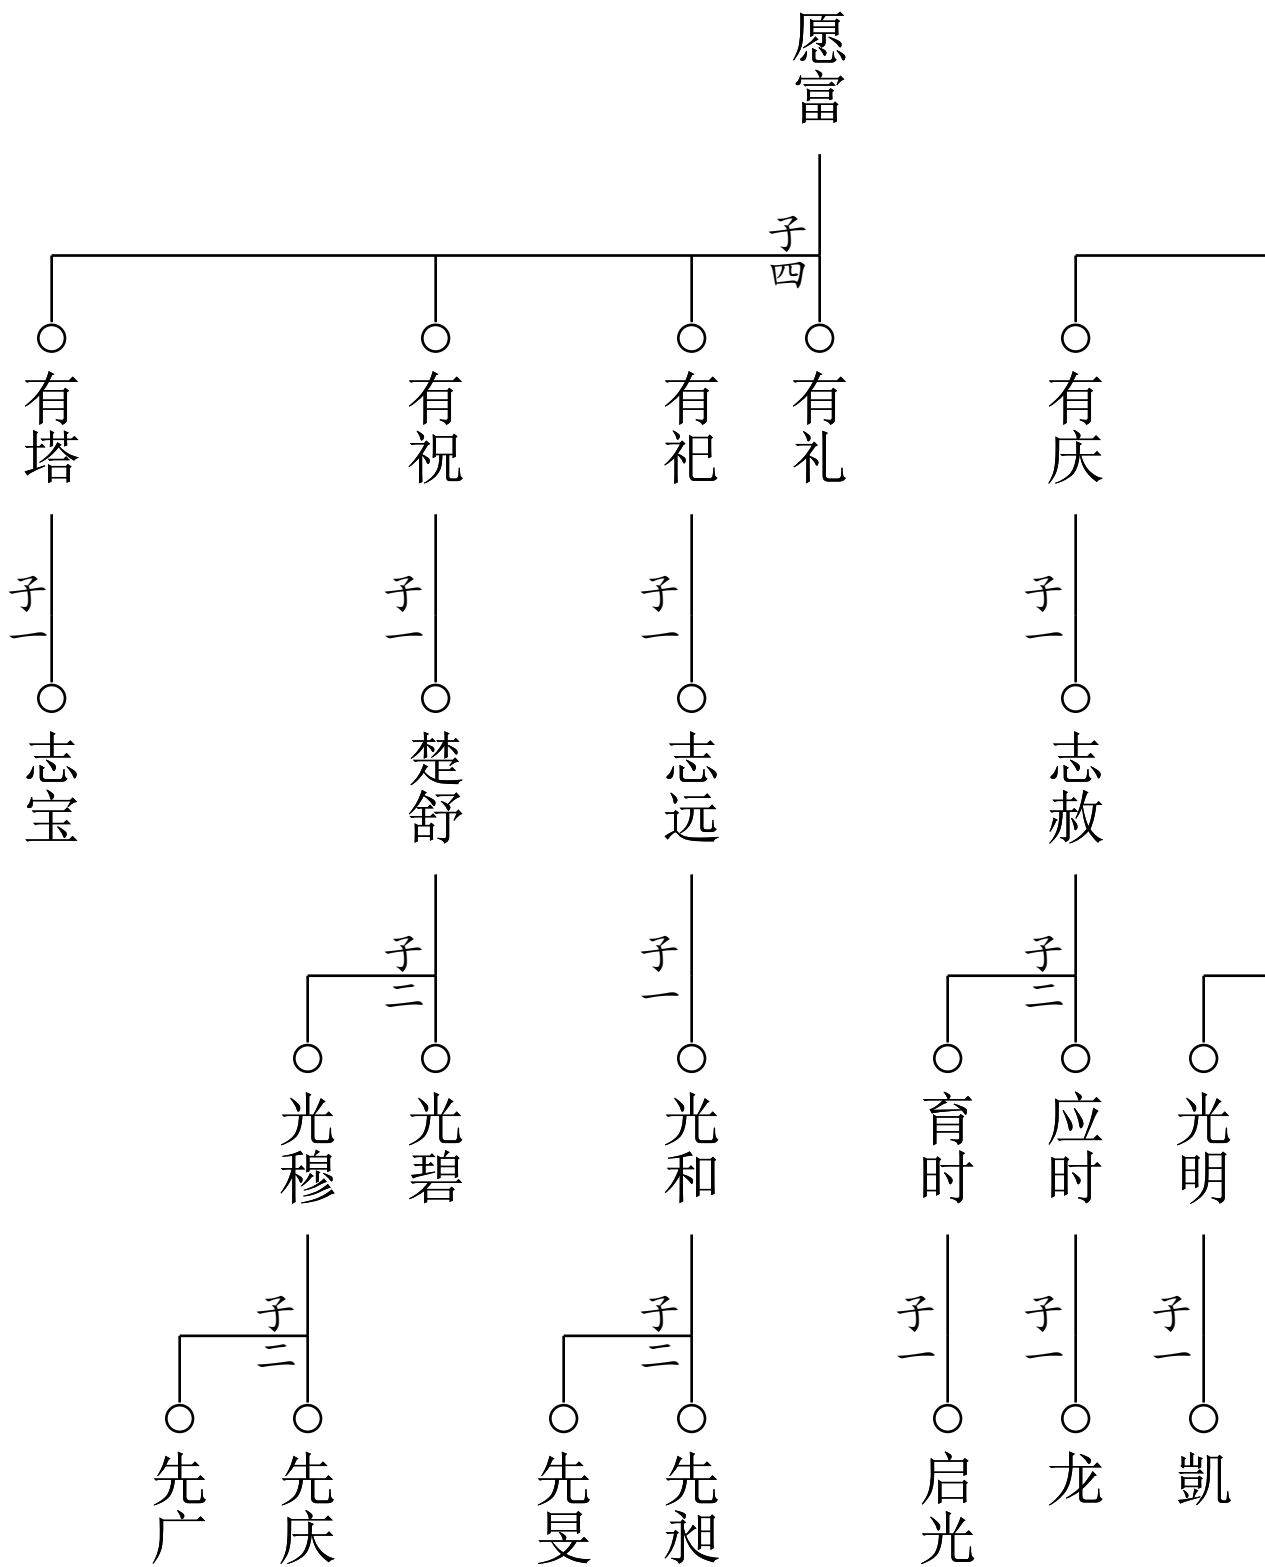 愿富
子四
有礼
有祀
有祝
有塔
有庆
子一
子一
子一
子一
志赦
志远
楚舒
志宝
子二
子一
子二
光明
应时
育时
光和
光碧
光穆
子一
子一
子一
子二
子二
凱
龙
启光
先昶
先旻
先庆
先广